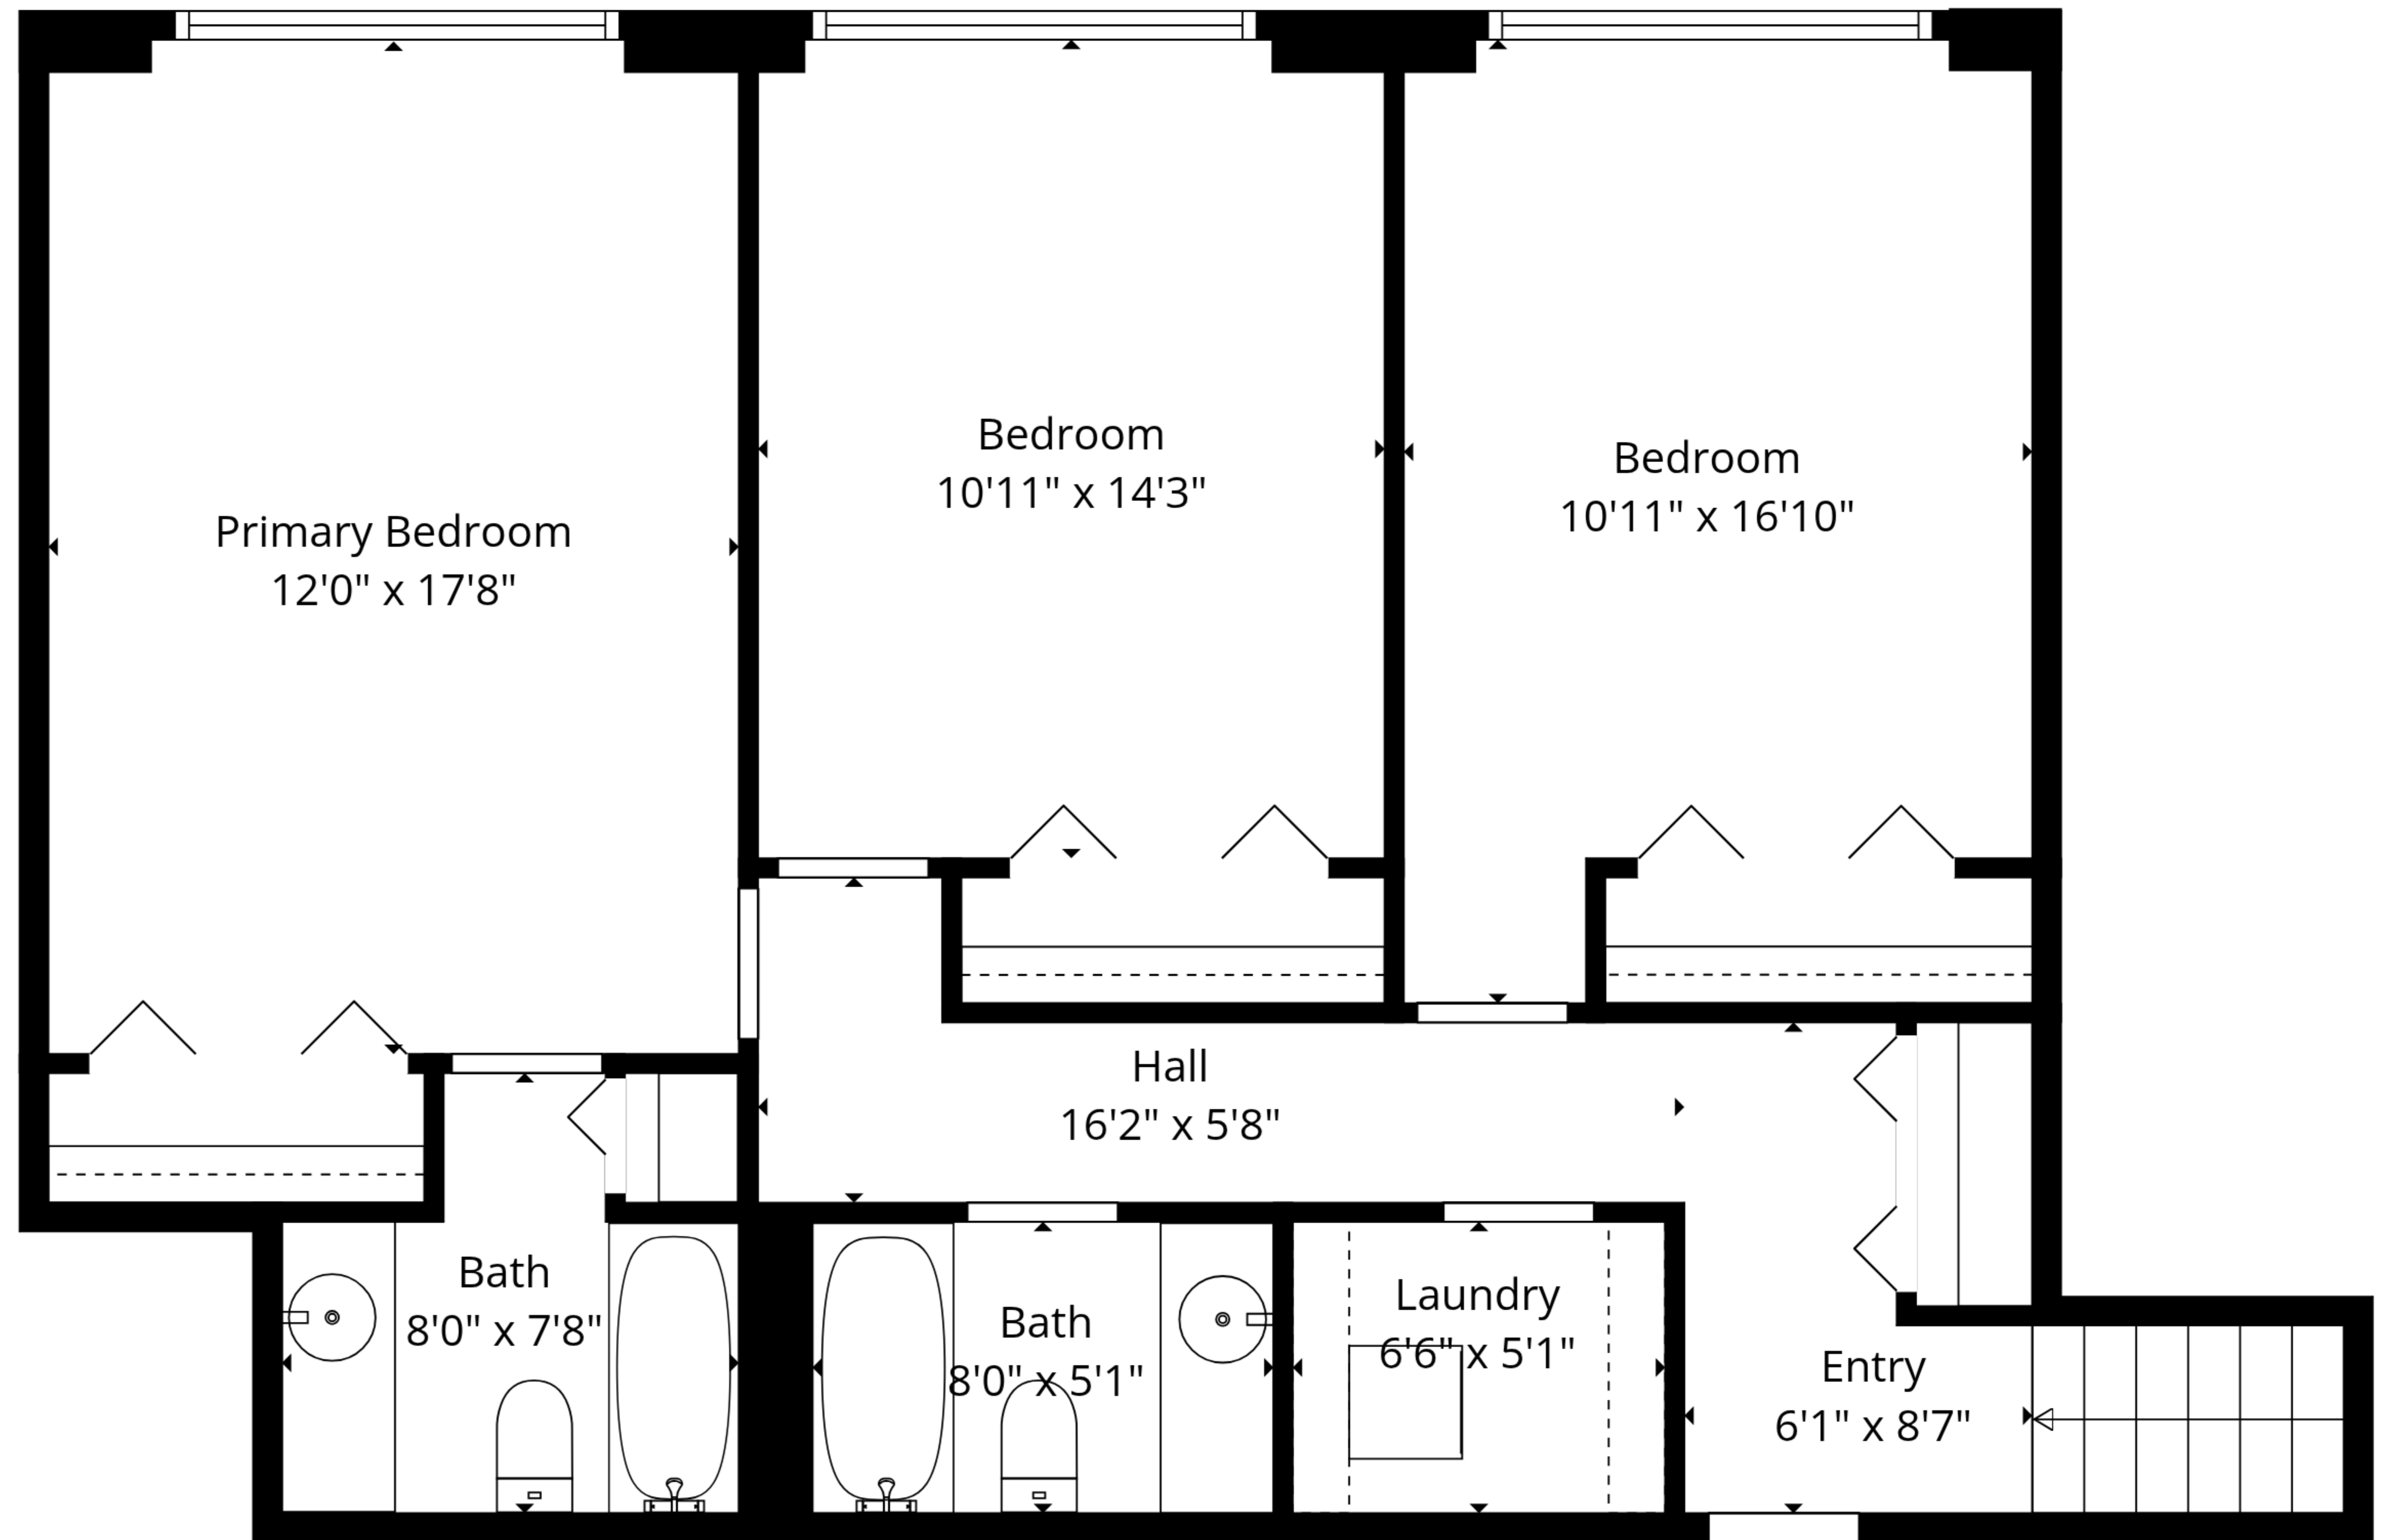 Primary Bedroom
12'0" x 17'8"
Bedroom
10'11" x 14'3"
Bedroom
10'11" x 16'10"
Hall
16'2" x 5'8"
Bath
8'0" x 7'8"
Bath
8'0" x 5'1"
Laundry
6'6" x 5'1"
Entry
6'1" x 8'7"